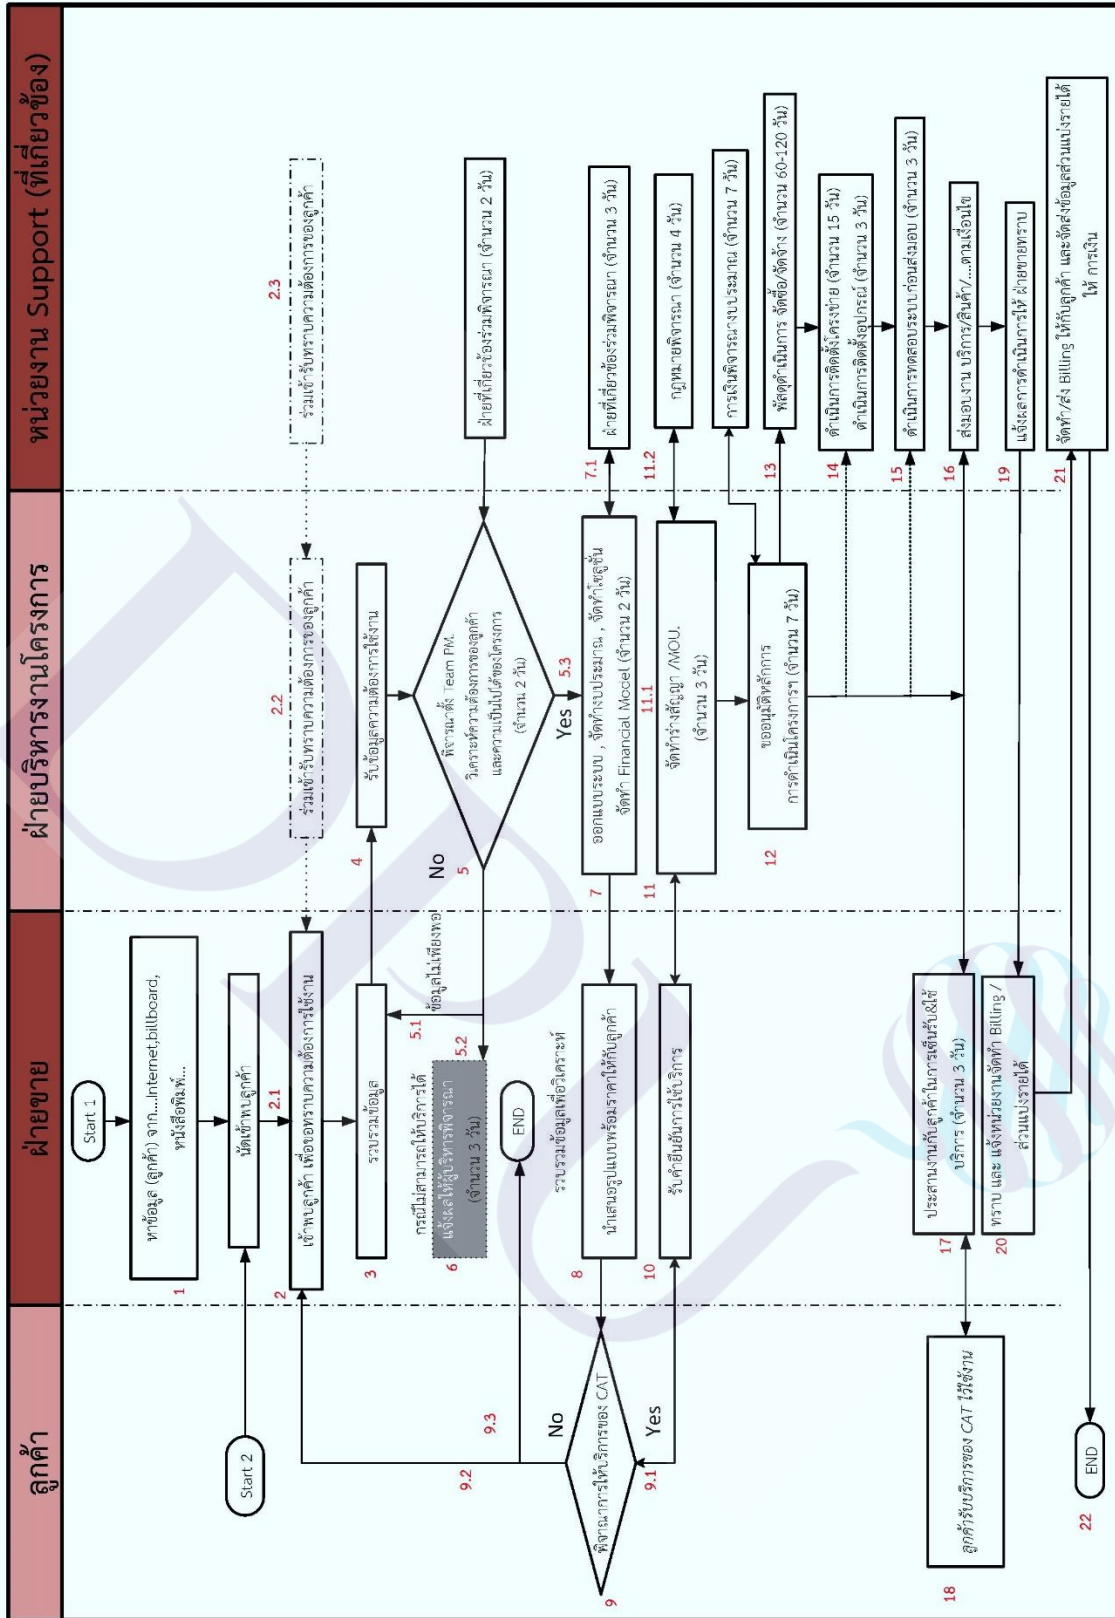 ลูกค้า
ฝ่ายขาย
ฝ่ายบริหารงานโครงการ
หน่วยงาน Support (ที่เกี่ยวข้อง)
Start 1
1
หาข้อมูล (ลูกค้า) จาก...Internet,billboard,
หนังสือพิมพ์...
Start 2
นัดเข้าพบลูกค้า
2
2.1
เข้าพบลูกค้า เพื่อขอทราบความต้องการใช้งาน
2.2
ร่วมเข้ารับทราบความต้องการของลูกค้า
2.3
ร่วมเข้ารับทราบความต้องการของลูกค้า
3
รวบรวมข้อมูล
4
รับข้อมูลความต้องการใช้งาน
5
พิจารณาตั้ง Team PM.
วิเคราะห์ความต้องการของลูกค้า
และความเป็นไปได้ของโครงการ
(จำนวน 2 วัน)
ฝ่ายที่เกี่ยวข้องร่วมพิจารณา (จำนวน 2 วัน)
No
5.1
ข้อมูลไม่เพียงพอ
5.2
กรณีไม่สามารถให้บริการได้
6
แจ้งผลให้ผู้บริหารพิจารณา
(จำนวน 3 วัน)
5.3
Yes
END
รวบรวมข้อมูลเพื่อวิเคราะห์
7
ออกแบบระบบ , จัดทำงบประมาณ , จัดทำโซลูชั่น
จัดทำ Financial Model (จำนวน 2 วัน)
7.1
ฝ่ายที่เกี่ยวข้องร่วมพิจารณา (จำนวน 3 วัน)
8
นำเสนอรูปแบบพร้อมราคาให้กับลูกค้า
9
พิจาณาการให้บริการของ CAT
No
9.2
9.3
Yes
9.1
10
รับคำยืนยันการใช้บริการ
11
11.1
จัดทำร่างสัญญา /MOU.
(จำนวน 3 วัน)
11.2
กฎหมายพิจารณา (จำนวน 4 วัน)
12
ขออนุมัติหลักการ
การดำเนินโครงการฯ (จำนวน 7 วัน)
การเงินพิจารณางบประมาณ (จำนวน 7 วัน)
13
พัสดุดำเนินการ จัดซื้อ/จัดจ้าง (จำนวน 60-120 วัน)
14
ดำเนินการติดตั้งโครงข่าย (จำนวน 15 วัน)
ดำเนินการติดตั้งอุปกรณ์ (จำนวน 3 วัน)
15
ดำเนินการทดสอบระบบก่อนส่งมอบ (จำนวน 3 วัน)
16
ส่งมอบงาน บริการ/สินค้า/....ตามเงื่อนไข
17
ประสานงานกับลูกค้าในการเซ็นรับ&ใช้
บริการ (จำนวน 3 วัน)
18
ลูกค้ารับบริการของ CAT ไว้ใช้งาน
19
แจ้งผลการดำเนินการให้ ฝ่ายขายทราบ
20
ทราบ และ แจ้งหน่วยงานจัดทำ Billing /
ส่วนแบ่งรายได้
21
จัดทำ/ส่ง Billing ให้กับลูกค้า และจัดส่งข้อมูลส่วนแบ่งรายได้
ให้ การเงิน
22
END